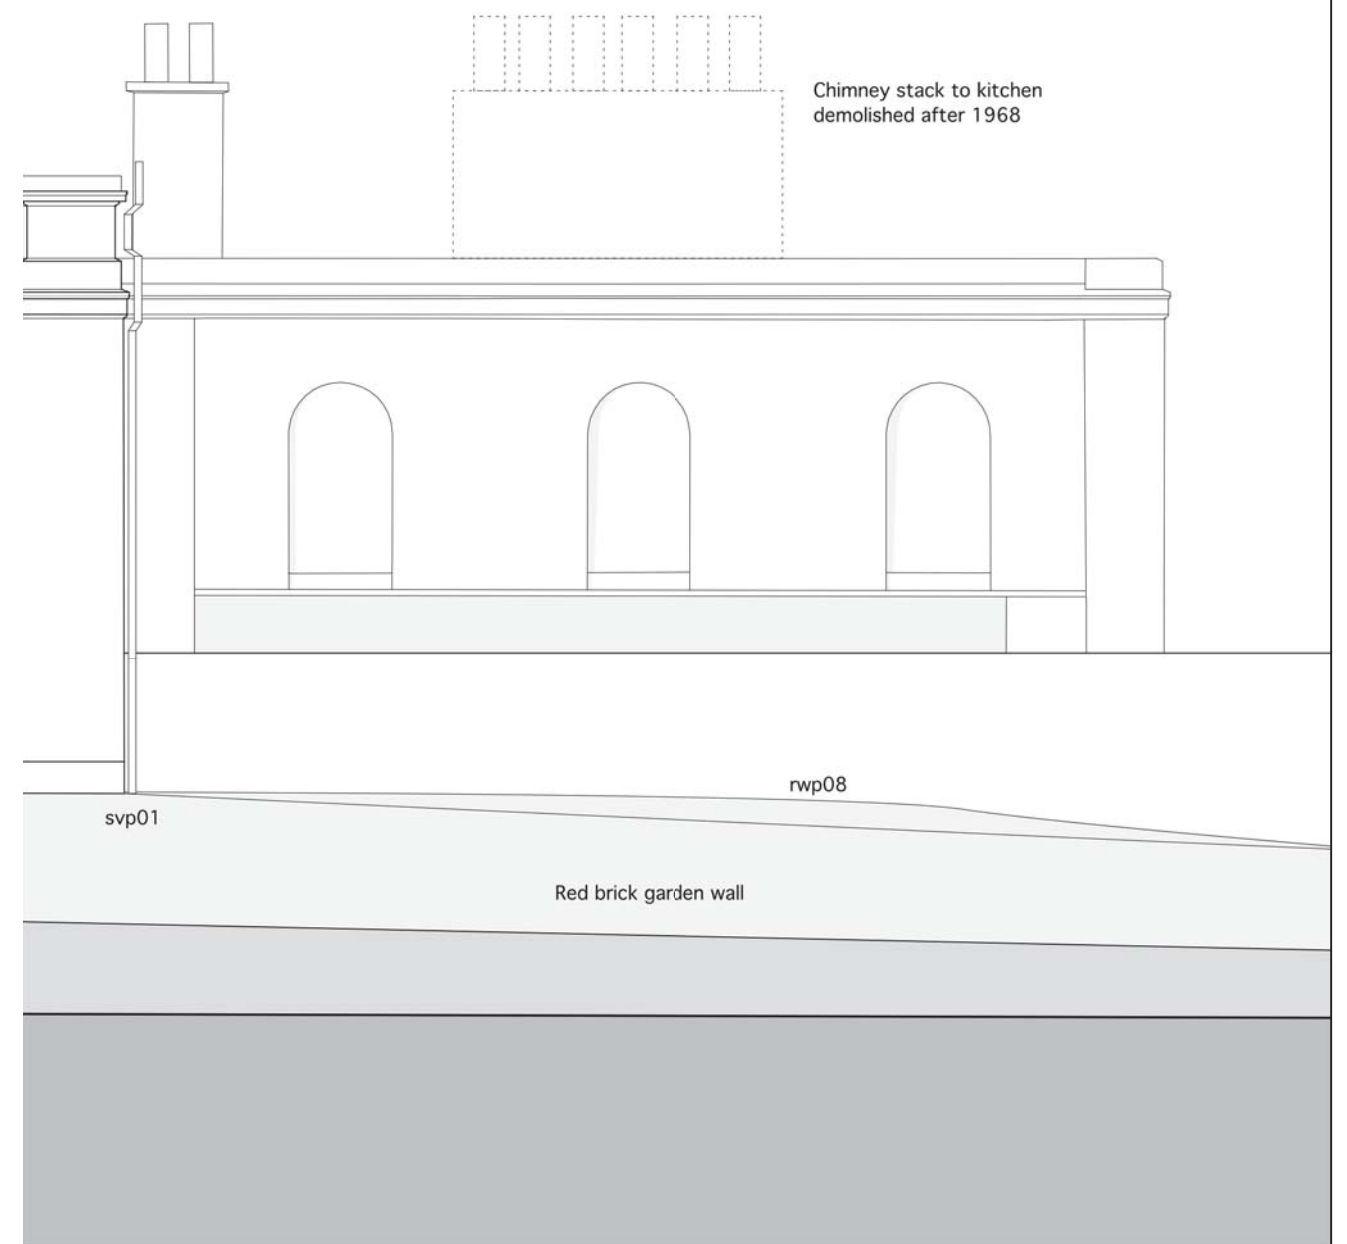 Chimney stack to kitchen
demolished after 1968
rwp08
svp01
Red brick garden wall